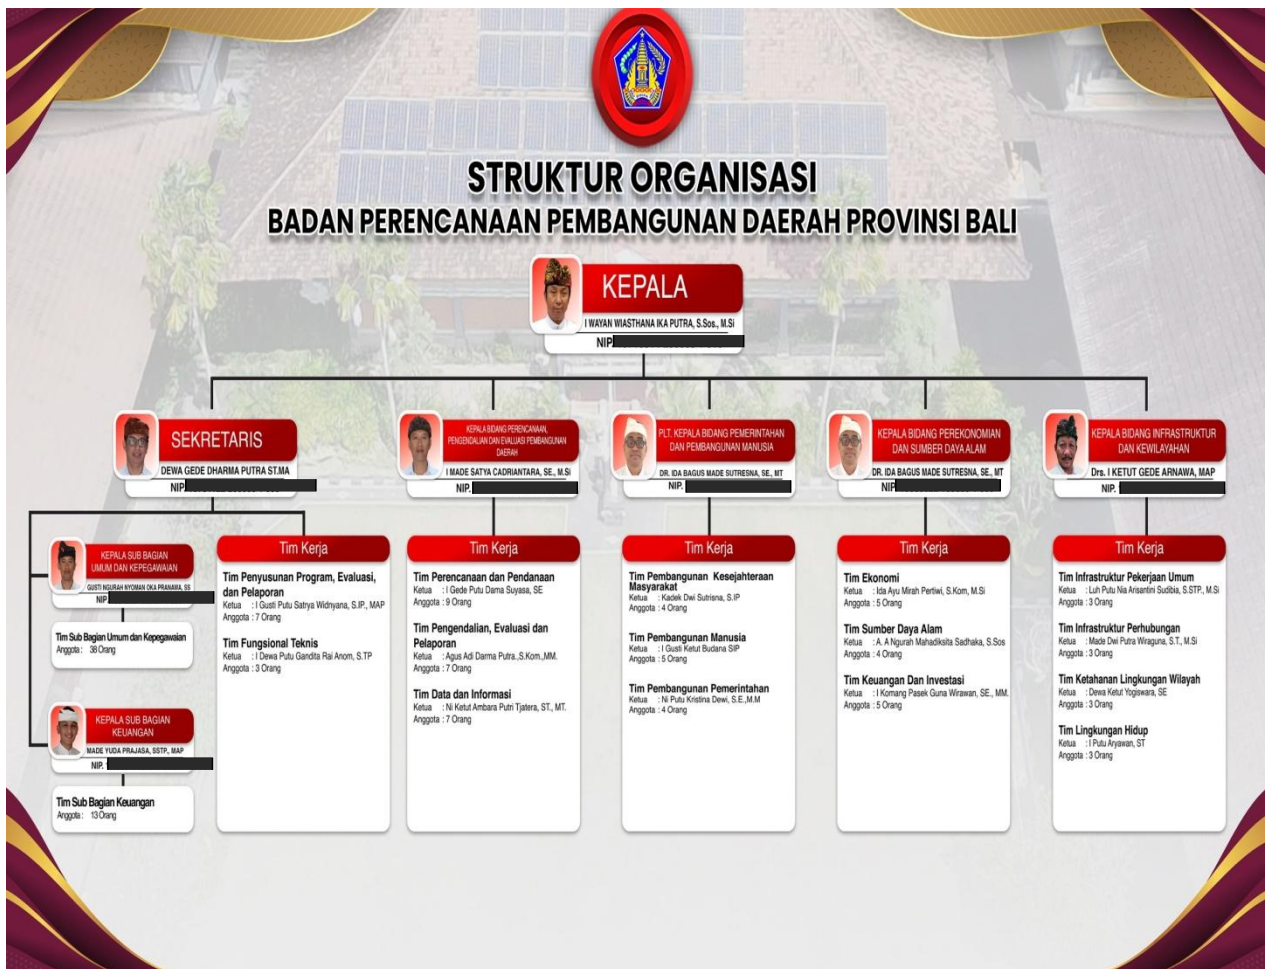 STRUKTUR ORGANISASI
BADAN PERENCANAAN PEMBANGUNAN DAERAH PROVINSI BALI
KEPALA
I WAYAN WIASTHANA IKA PUTRA, S.Sos., M.Si
NIP
SEKRETARIS
DEWA GEDE DHARMA PUTRA ST.MA
NIP.
KEPALA BIDANG PERENCANAAN,
PENGENDALIAN DAN EVALUASI PEMBANGUNAN
DAERAH
I MADE SATYA CADRIANTARA, SE., M.Si
NIP.
PLT. KEPALA BIDANG PEMERINTAHAN
DAN PEMBANGUNAN MANUSIA
DR. IDA BAGUS MADE SUTRESNA, SE., MT
NIP.
KEPALA BIDANG PEREKONOMIAN
DAN SUMBER DAYA ALAM
DR. IDA BAGUS MADE SUTRESNA, SE., MT
NIP
KEPALA BIDANG INFRASTRUKTUR
DAN KEWILAYAHAN
Drs. I KETUT GEDE ARNAWA, MAP
NIP.
KEPALA SUB BAGIAN
UMUM DAN KEPEGAWAIAN
GUSTI NGURAH NYOMAN OKA PRANAMA, SS
NIP
Tim Sub Bagian Umum dan Kepegawaian
Anggota : 38 Orang
KEPALA SUB BAGIAN
KEUANGAN
MADE YUDA PRAJASA, SSTP., MAP
NIP.
Tim Sub Bagian Keuangan
Anggota : 13 Orang
Tim Kerja
Tim Penyusunan Program, Evaluasi,
dan Pelaporan
Ketua : I Gusti Putu Satrya Widnyana, S.IP., MAP
Anggota : 7 Orang
Tim Fungsional Teknis
Ketua : I Dewa Putu Gandita Rai Anom, S.TP
Anggota : 3 Orang
Tim Kerja
Tim Perencanaan dan Pendanaan
Ketua : I Gede Putu Dama Suyasa, SE
Anggota : 9 Orang
Tim Pengendalian, Evaluasi dan
Pelaporan
Ketua : Agus Adi Darma Putra.,S.Kom.,MM.
Anggota : 7 Orang
Tim Data dan Informasi
Ketua : Ni Ketut Ambara Putri Tjatera, ST., MT.
Anggota : 7 Orang
Tim Kerja
Tim Pembangunan Kesejahteraan
Masyarakat
Ketua : Kadek Dwi Sutrisna, S.IP
Anggota : 4 Orang
Tim Pembangunan Manusia
Ketua : I Gusti Ketut Budana SIP
Anggota : 5 Orang
Tim Pembangunan Pemerintahan
Ketua : Ni Putu Kristina Dewi, S.E.,M.M
Anggota : 4 Orang
Tim Kerja
Tim Ekonomi
Ketua : Ida Ayu Mirah Pertiwi, S.Kom, M.Si
Anggota : 5 Orang
Tim Sumber Daya Alam
Ketua : A. A Ngurah Mahadiksita Sadhaka, S.Sos
Anggota : 4 Orang
Tim Keuangan Dan Investasi
Ketua : I Komang Pasek Guna Wirawan, SE., MM.
Anggota : 5 Orang
Tim Kerja
Tim Infrastruktur Pekerjaan Umum
Ketua : Luh Putu Nia Arisantini Sudibia, S.STP., M.Si
Anggota : 3 Orang
Tim Infrastruktur Perhubungan
Ketua : Made Dwi Putra Wiraguna, S.T., M.Si
Anggota : 3 Orang
Tim Ketahanan Lingkungan Wilayah
Ketua : Dewa Ketut Yogiswara, SE
Anggota : 3 Orang
Tim Lingkungan Hidup
Ketua : I Putu Aryawan, ST
Anggota : 3 Orang